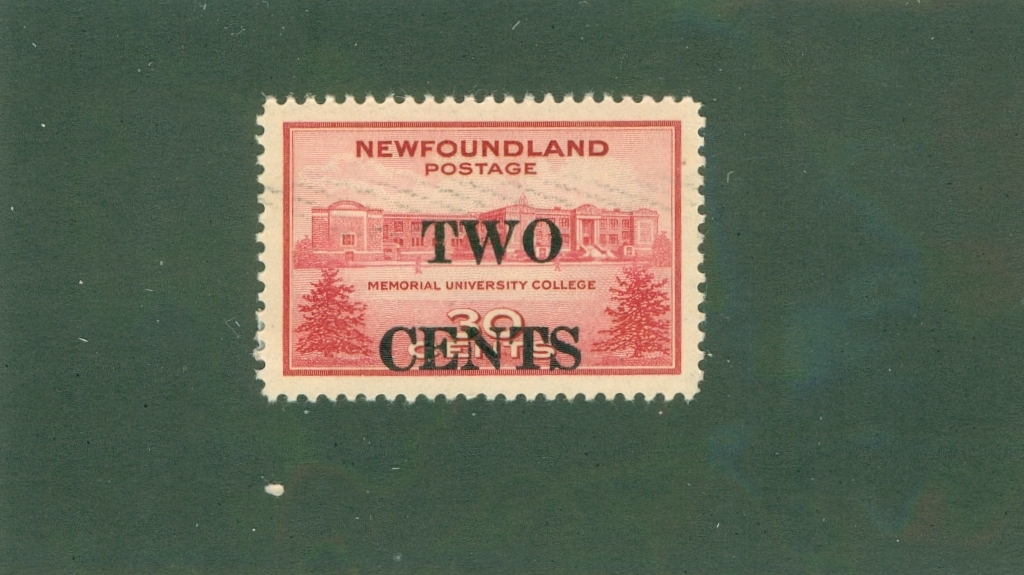 NEWFOUNDLAND
POSTAGE
TWO
MEMORIAL UNIVERSITY COLLEGE
30
CENTS
CENTS